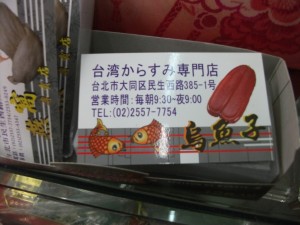 台湾からすみ専門店
台北市大同区民生西路385-1号
営業時間:毎朝9:30-夜9:00
TEL:(02)2557-7754
烏魚子